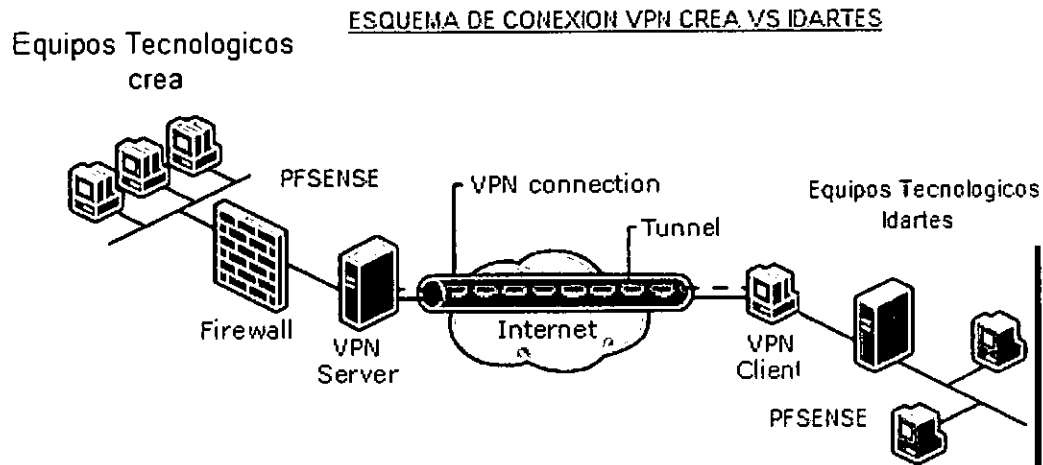 ESQUEMA DE CONEXION VPN CREA VS IDARTES
Equipos Tecnologicos
crea
PFSENSE
VPN connection
Tunnel
Equipos Tecnologicos
Idartes
Firewall
VPN
Server
Internet
VPN
Client
PFSENSE